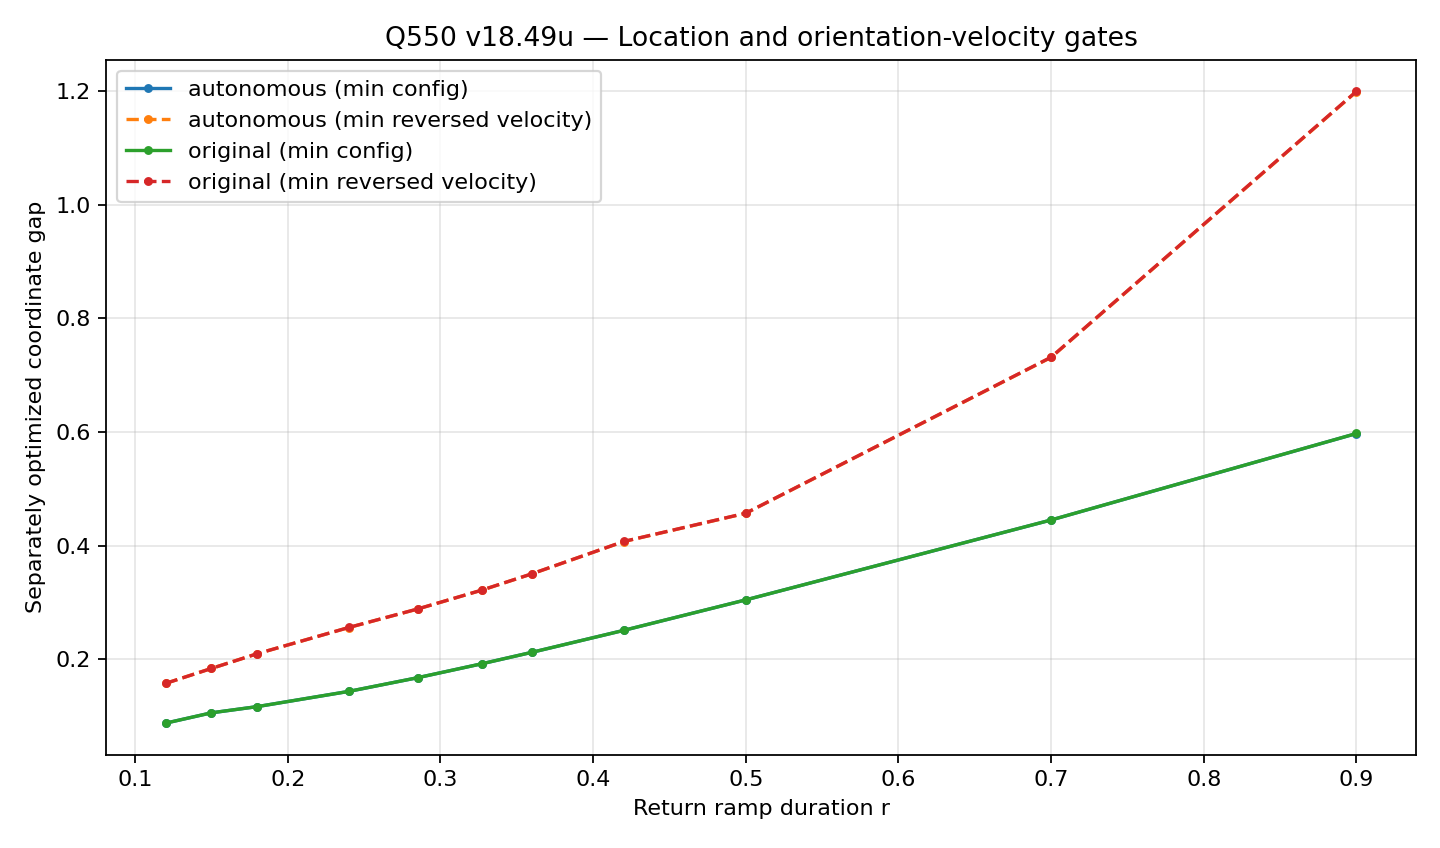 Q550 v18.49u — Location and orientation-velocity gates
autonomous (min config)
autonomous (min reversed velocity)
original (min config)
original (min reversed velocity)
Separately optimized coordinate gap
1.2
1.0
0.8
0.6
0.4
0.2
0.1 0.2 0.3 0.4 0.5 0.6 0.7 0.8 0.9
Return ramp duration r